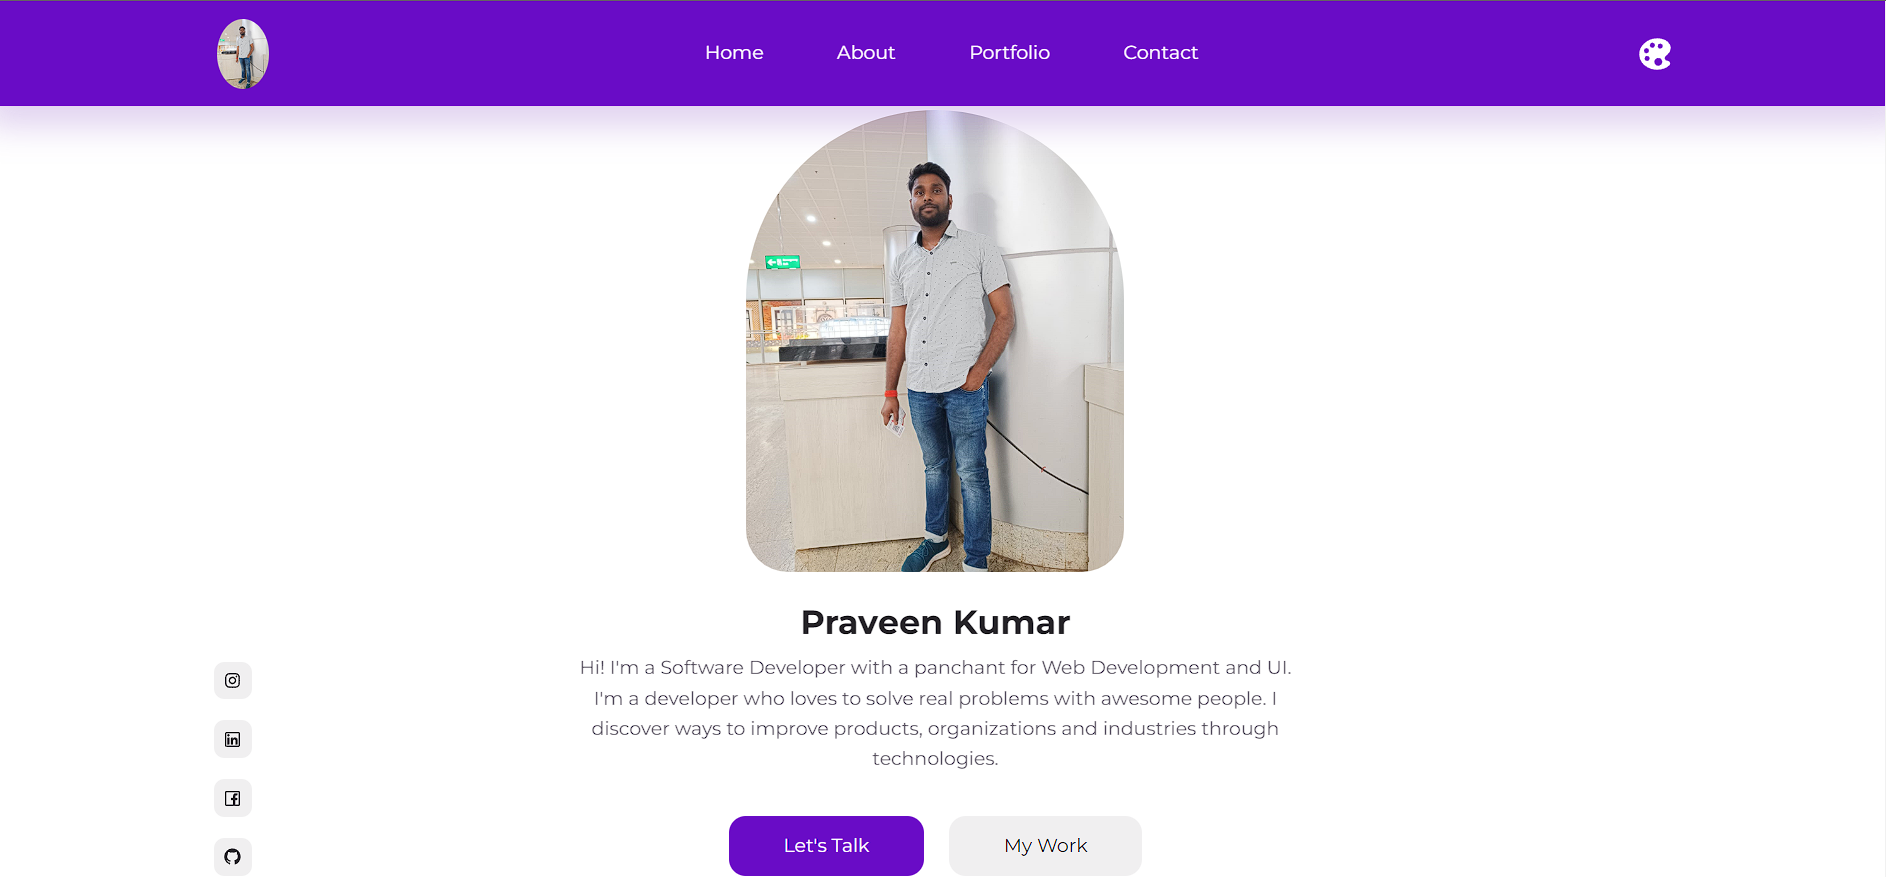 Home About Portfolio Contact
Praveen Kumar
Hi! I'm a Software Developer with a panchant for Web Development and UI.
I'm a developer who loves to solve real problems with awesome people. I
discover ways to improve products, organizations and industries through
technologies.
Let's Talk My Work